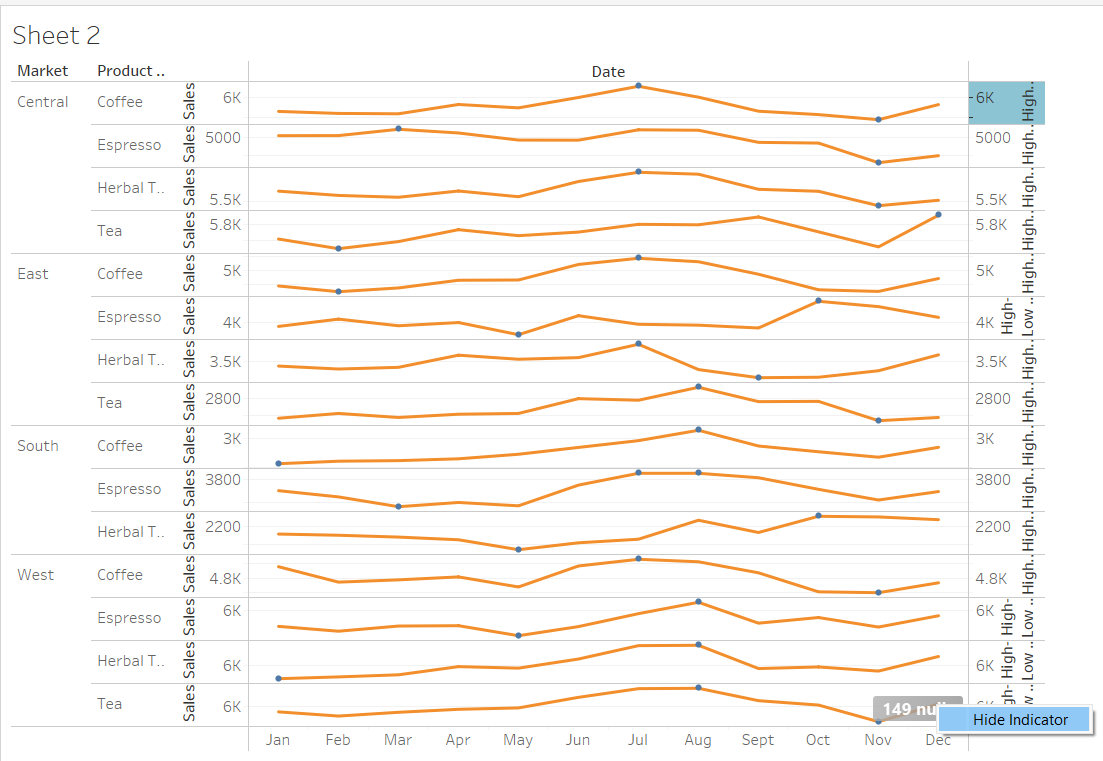 Sheet 2
Market Product .. Date
Central Coffee Sales 6K 6K High..
Espresso Sales 5000 5000 High..
Herbal T.. Sales 5.5K 5.5K High..
Tea Sales 5.8K 5.8K High..
East Coffee Sales 5K 5K High..
Espresso Sales 4K 4K High-
Low ..
Herbal T.. Sales 3.5K 3.5K High..
Tea Sales 2800 2800 High..
South Coffee Sales 3K 3K High..
Espresso Sales 3800 3800 High..
Herbal T.. Sales 2200 2200 High..
West Coffee Sales 4.8K 4.8K High..
Espresso Sales 6K 6K High-
Low ..
Herbal T.. Sales 6K 6K High-
Low ..
Tea Sales 6K
149
Hide Indicator
Jan Feb Mar Apr May Jun Jul Aug Sept Oct Nov Dec